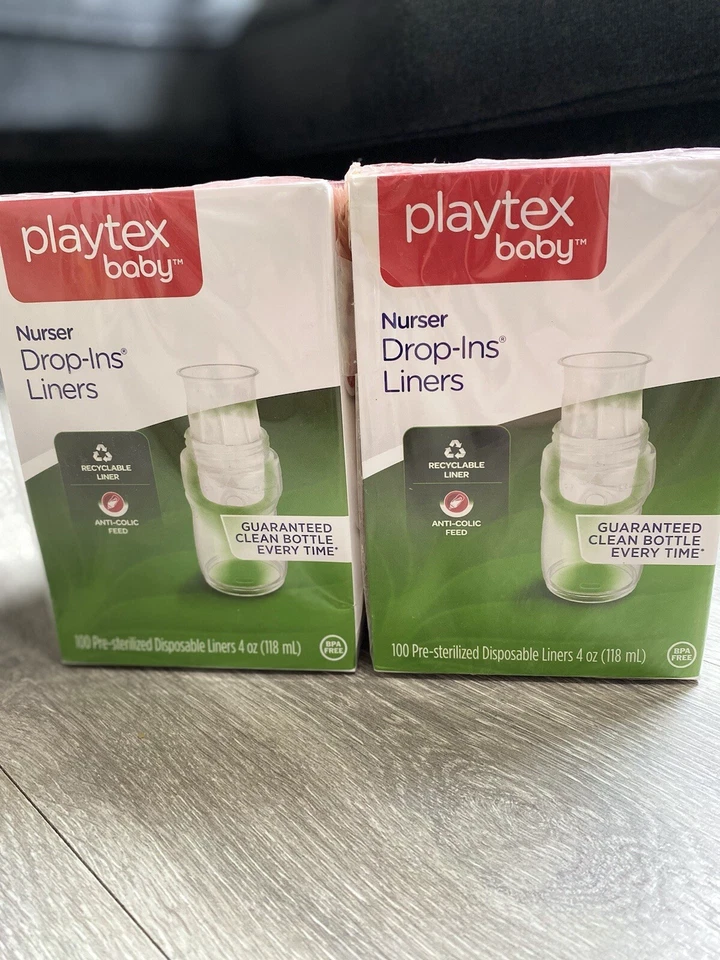 playtex
baby™
Nurser
Drop-Ins®
Liners
RECYCLABLE
LINER
ANTI-COLIC
FEED
GUARANTEED
CLEAN BOTTLE
EVERY TIME*
100 Pre-sterilized Disposable Liners 4 oz (118 mL)
BPA
FREE
playtex
baby™
Nurser
Drop-Ins®
Liners
RECYCLABLE
LINER
ANTI-COLIC
FEED
GUARANTEED
CLEAN BOTTLE
EVERY TIME*
100 Pre-sterilized Disposable Liners 4 oz (118 mL)
BPA
FREE